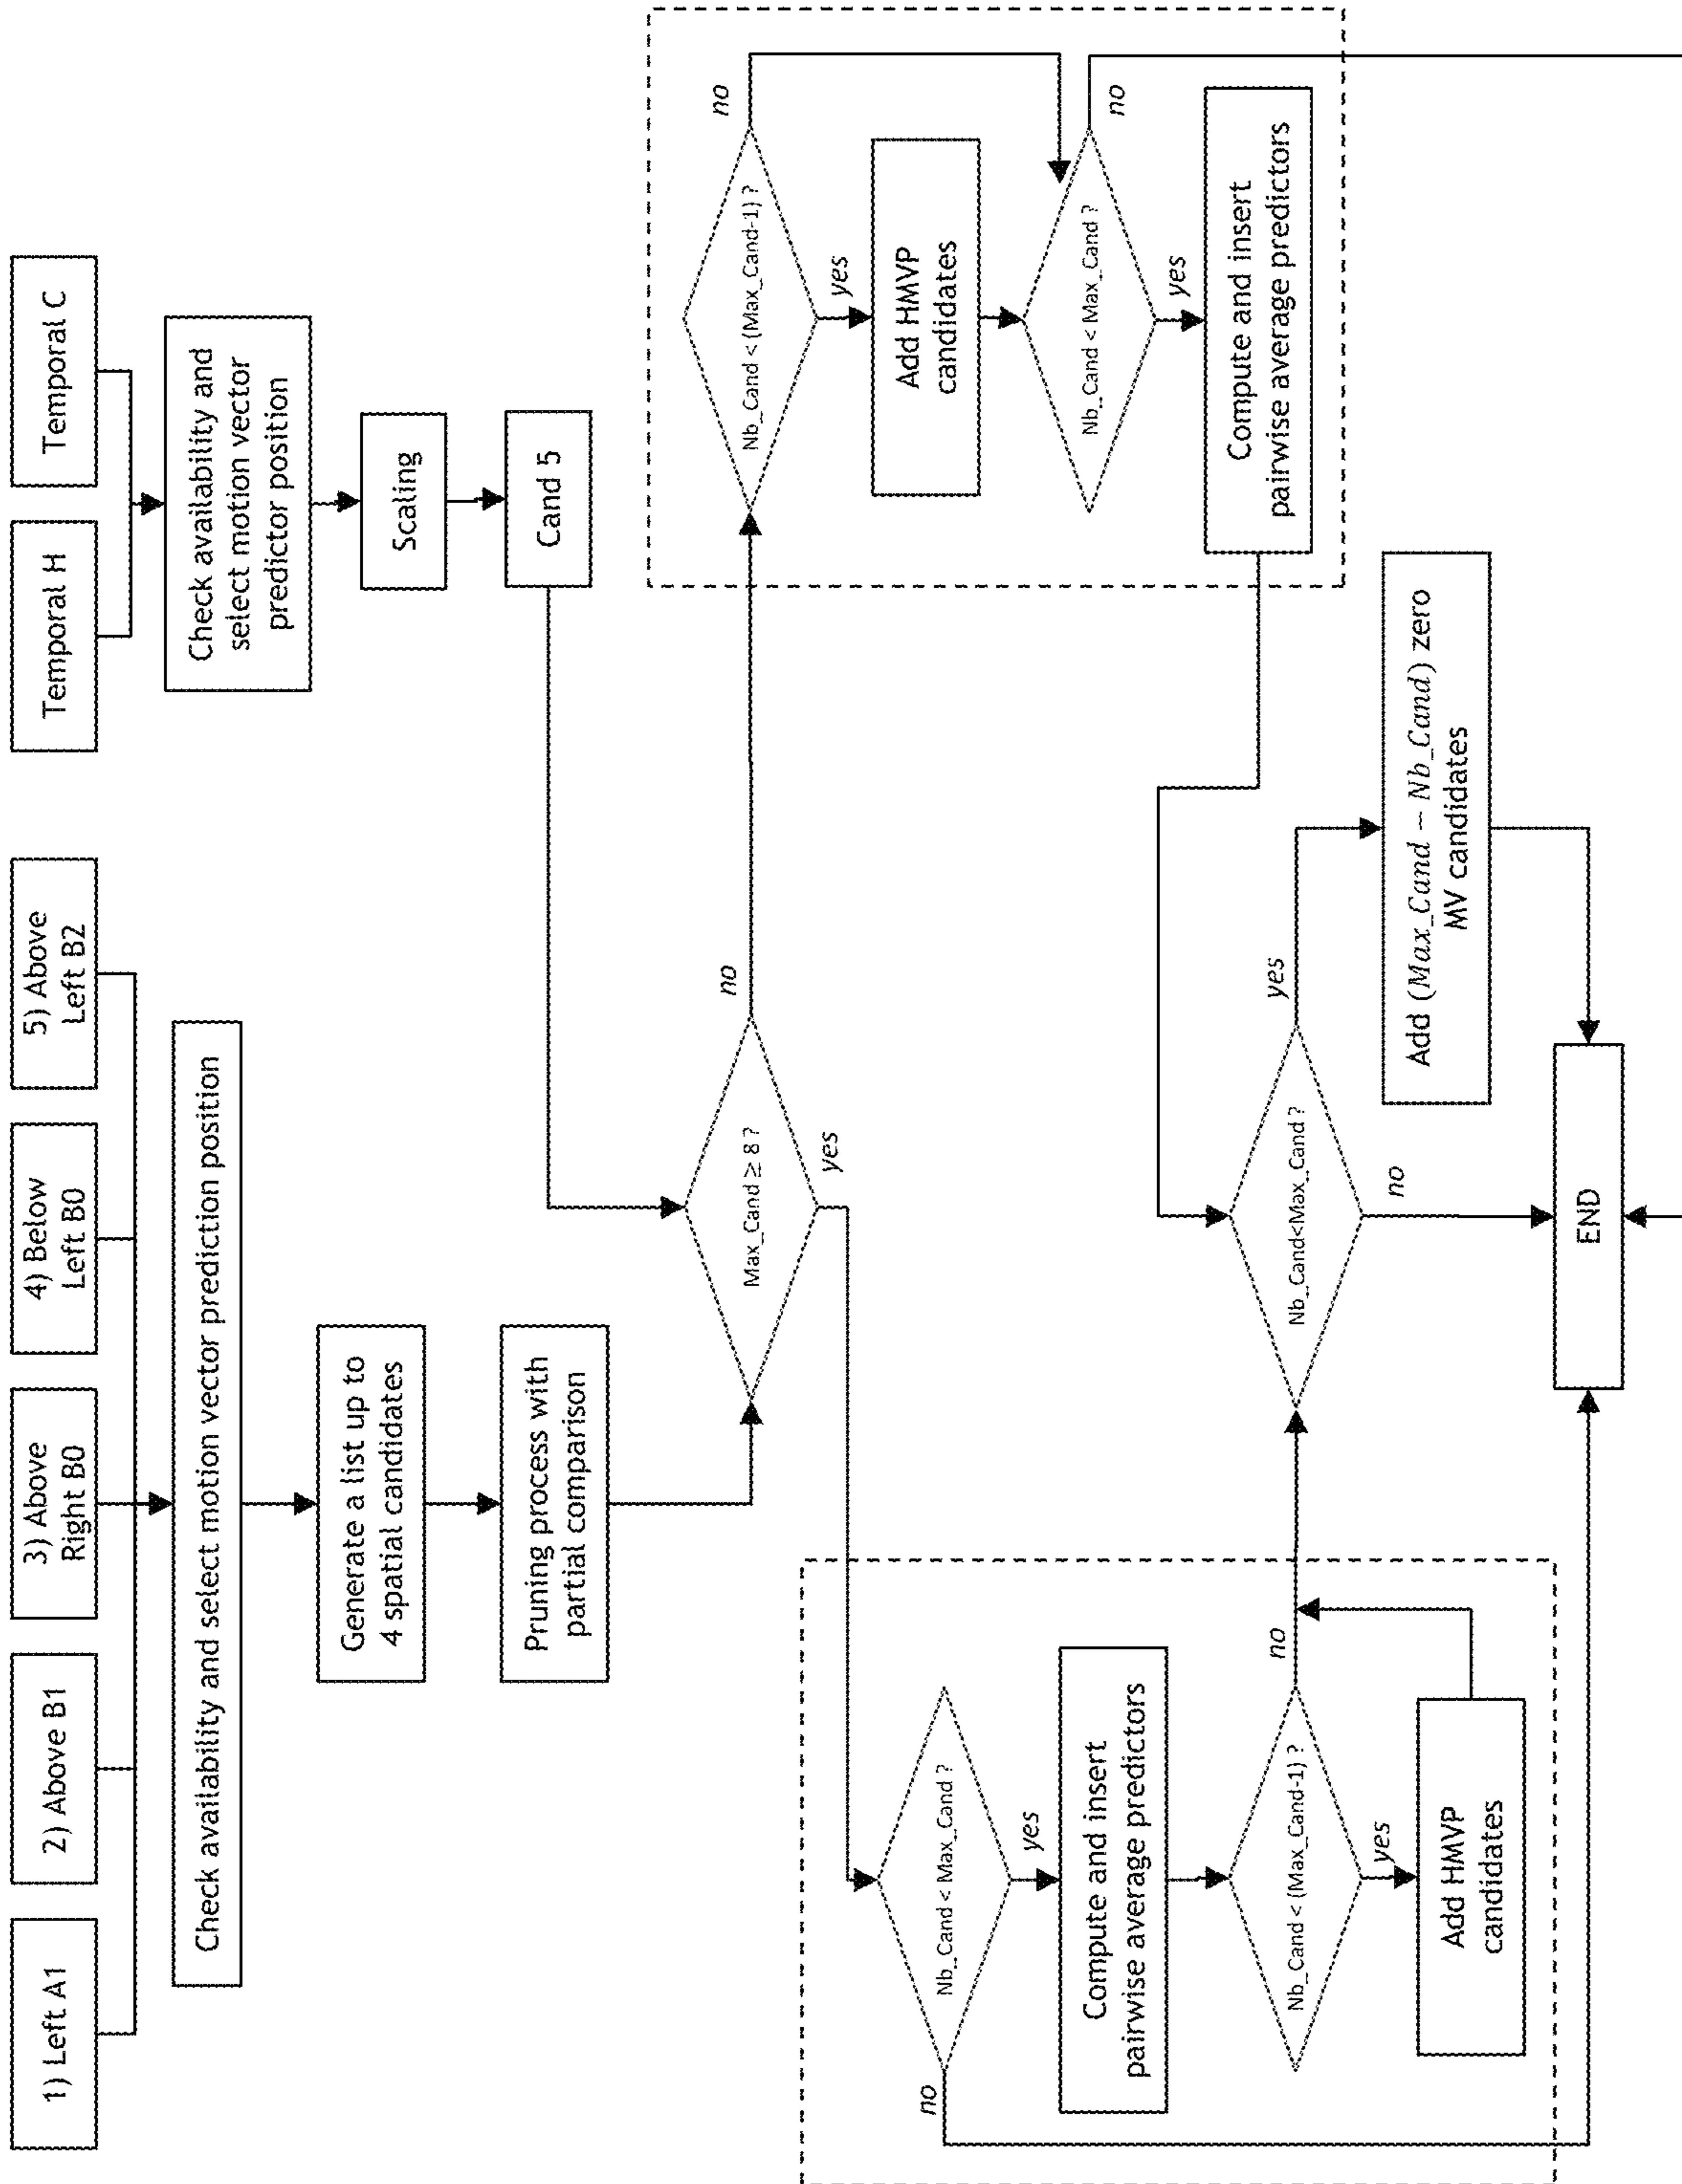 1) Left A1
2) Above B1
3) Above
Right B0
4) Below
Left B0
5) Above
Left B2
Temporal H
Temporal C
Check availability and select motion vector prediction position
Check availability and
select motion vector
predictor position
Generate a list up to
4 spatial candidates
Scaling
Pruning process with
partial comparison
Cand 5
Max_Cand ≥ 8 ?
no
yes
Nb_Cand < (Max_Cand-1) ?
no
yes
Add HMVP
candidates
Nb_Cand < Max_Cand ?
no
yes
Compute and insert
pairwise average predictors
Nb_Cand < Max_Cand ?
no
yes
Compute and insert
pairwise average predictors
Nb_Cand < (Max_Cand-1) ?
no
yes
Add HMVP
candidates
Nb_Cand<Max_Cand ?
yes
no
Add (Max_Cand − Nb_Cand) zero
MV candidates
END